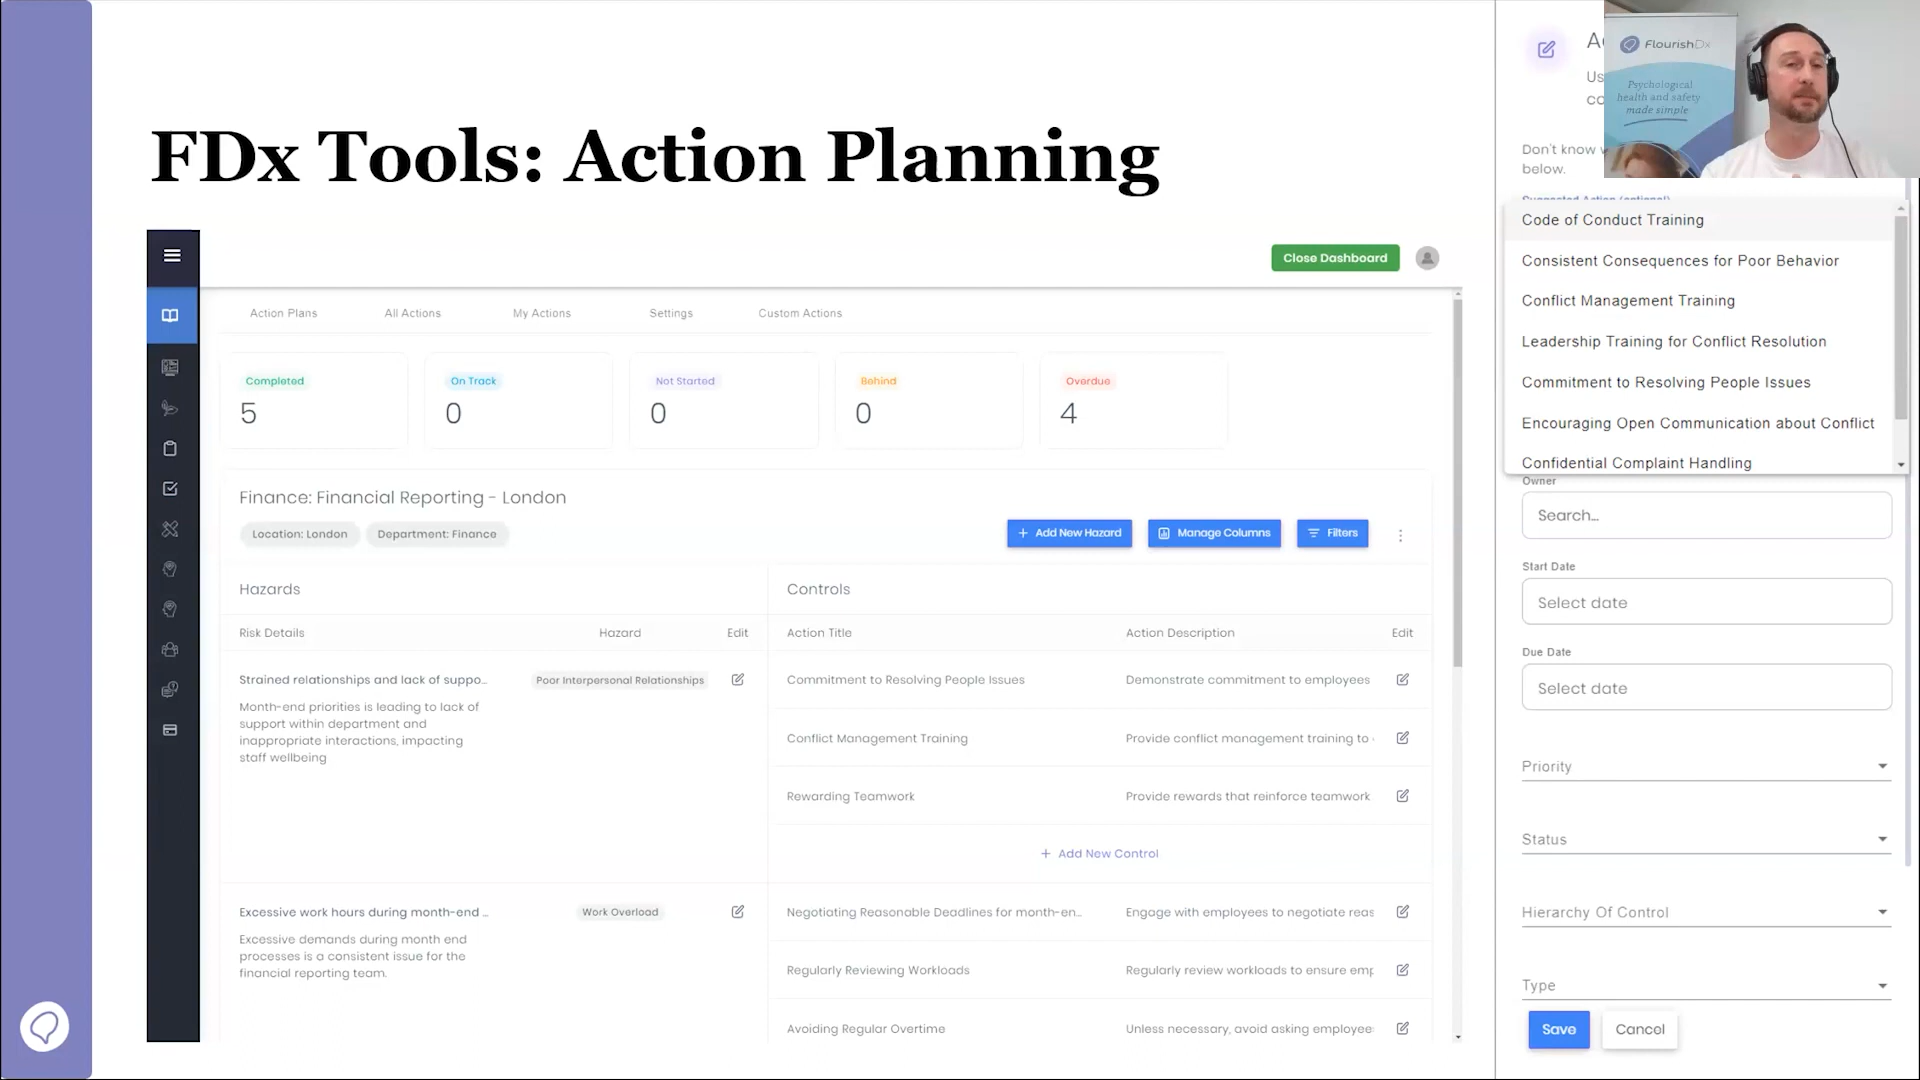 FDx Tools: Action Planning
Close Dashboard
Action Plans
All Actions
My Actions
Settings
Custom Actions
Completed
5
On Track
0
Not Started
0
Behind
0
Overdue
4
Finance: Financial Reporting - London
Location: London
Department: Finance
+ Add New Hazard
Manage Columns
Filters
Hazards
Controls
Risk Details
Hazard
Edit
Action Title
Action Description
Edit
Strained relationships and lack of suppo...
Poor Interpersonal Relationships
Month-end priorities is leading to lack of
support within department and
inappropriate interactions, impacting
staff wellbeing
Commitment to Resolving People Issues
Demonstrate commitment to employees
Conflict Management Training
Provide conflict management training to
Rewarding Teamwork
Provide rewards that reinforce teamwork
+ Add New Control
Excessive work hours during month-end ...
Work Overload
Excessive demands during month end
processes is a consistent issue for the
financial reporting team.
Negotiating Reasonable Deadlines for month-en...
Engage with employees to negotiate reas
Regularly Reviewing Workloads
Regularly review workloads to ensure emp
Avoiding Regular Overtime
Unless necessary, avoid asking employee
FlourishDx
Psychological
health and safety
made simple
Don't know
below.
Suggested Action (optional)
Code of Conduct Training
Consistent Consequences for Poor Behavior
Conflict Management Training
Leadership Training for Conflict Resolution
Commitment to Resolving People Issues
Encouraging Open Communication about Conflict
Confidential Complaint Handling
Owner
Search...
Start Date
Select date
Due Date
Select date
Priority
Status
Hierarchy Of Control
Type
Save
Cancel